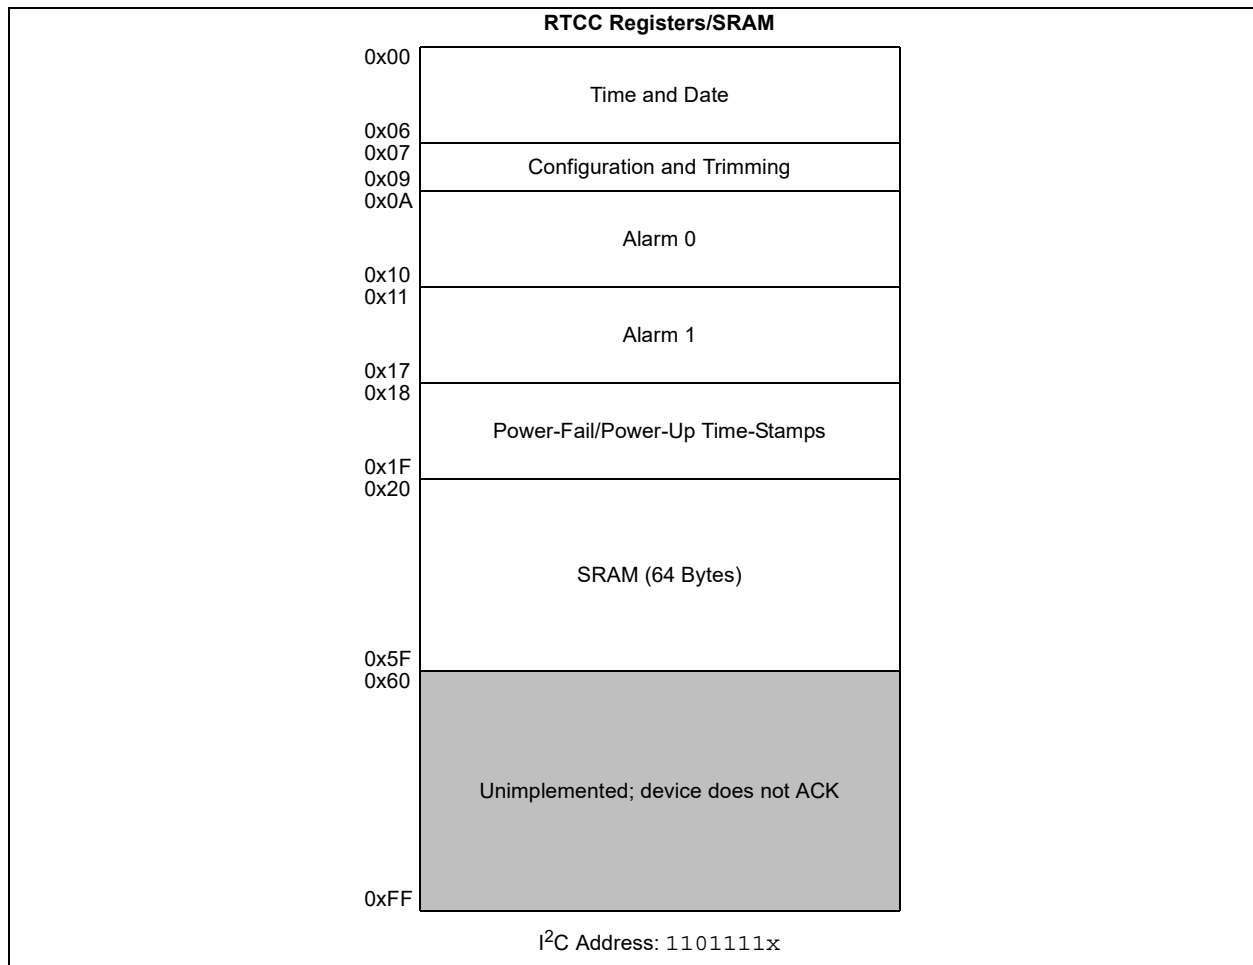 RTCC Registers/SRAM
0x00
Time and Date
0x06
0x07
Configuration and Trimming
0x09
0x0A
Alarm 0
0x10
0x11
Alarm 1
0x17
0x18
Power-Fail/Power-Up Time-Stamps
0x1F
0x20
SRAM (64 Bytes)
0x5F
0x60
Unimplemented; device does not ACK
0xFF
I²C Address: 1101111x